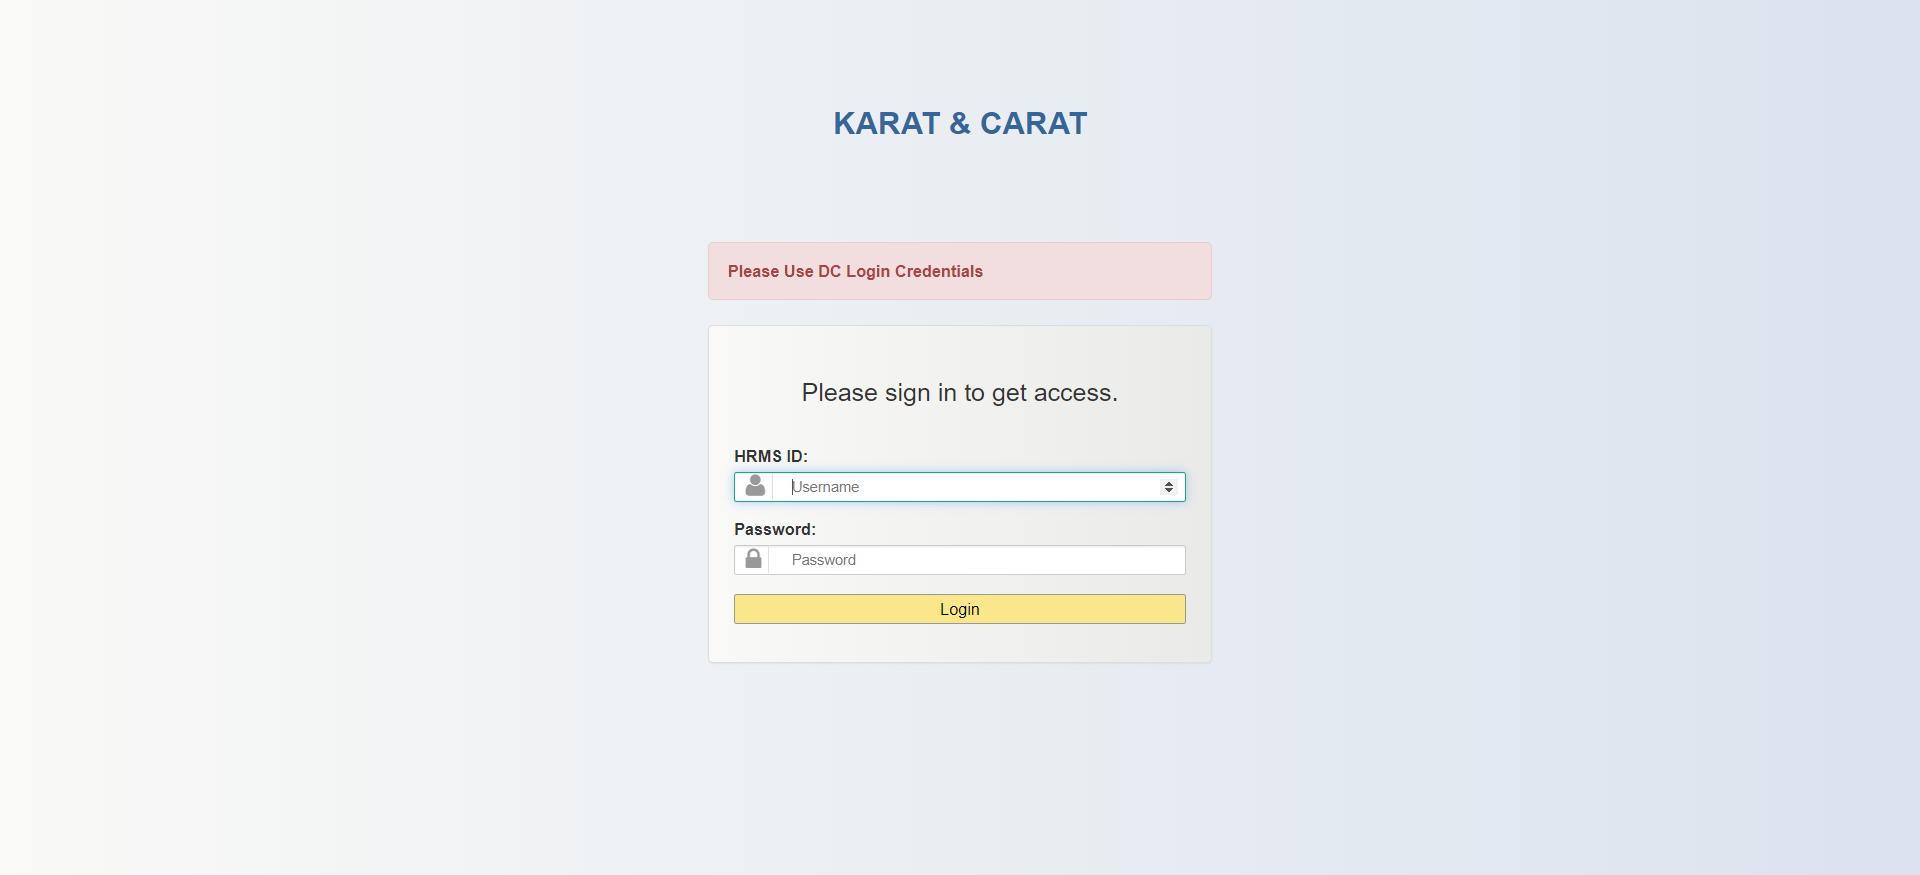 KARAT & CARAT
Please Use DC Login Credentials
Please sign in to get access.
HRMS ID:
Username
Password:
Password
Login